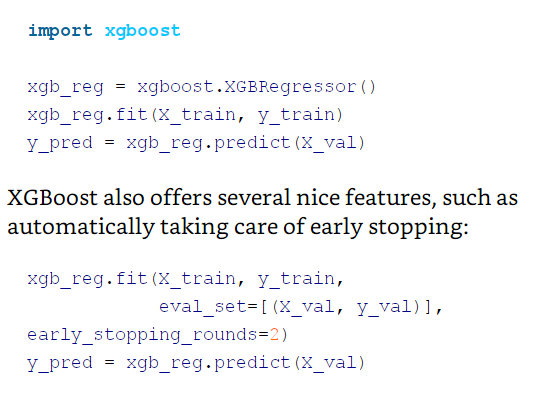 import xgboost
xgb_reg = xgboost.XGBRegressor()
xgb_reg.fit(X_train, y_train)
y_pred = xgb_reg.predict(X_val)
XGBoost also offers several nice features, such as
automatically taking care of early stopping:
xgb_reg.fit(X_train, y_train,
            eval_set=[(X_val, y_val)],
early_stopping_rounds=2)
y_pred = xgb_reg.predict(X_val)